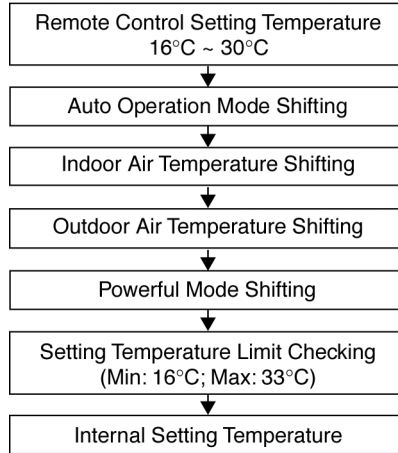 Remote Control Setting Temperature
16°C ~ 30°C
Auto Operation Mode Shifting
Indoor Air Temperature Shifting
Outdoor Air Temperature Shifting
Powerful Mode Shifting
Setting Temperature Limit Checking
(Min: 16°C; Max: 33°C)
Internal Setting Temperature